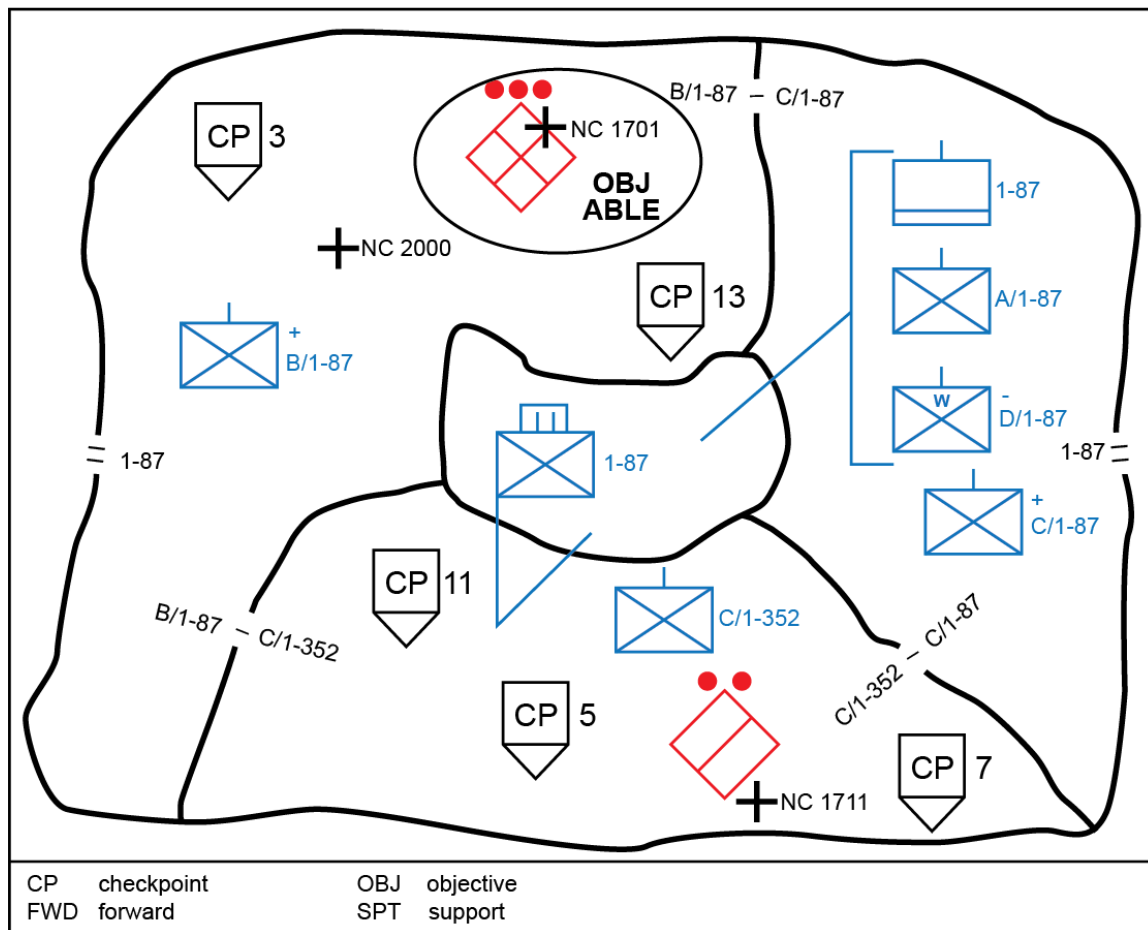 B/1-87 – C/1-87
CP 3
NC 1701
OBJ
ABLE
1-87
NC 2000
A/1-87
CP 13
+
B/1-87
W
-
D/1-87
1-87
1-87
1-87
+
C/1-87
CP 11
B/1-87 – C/1-352
C/1-352
C/1-352 – C/1-87
CP 5
CP 7
NC 1711
CP checkpoint OBJ objective
FWD forward SPT support